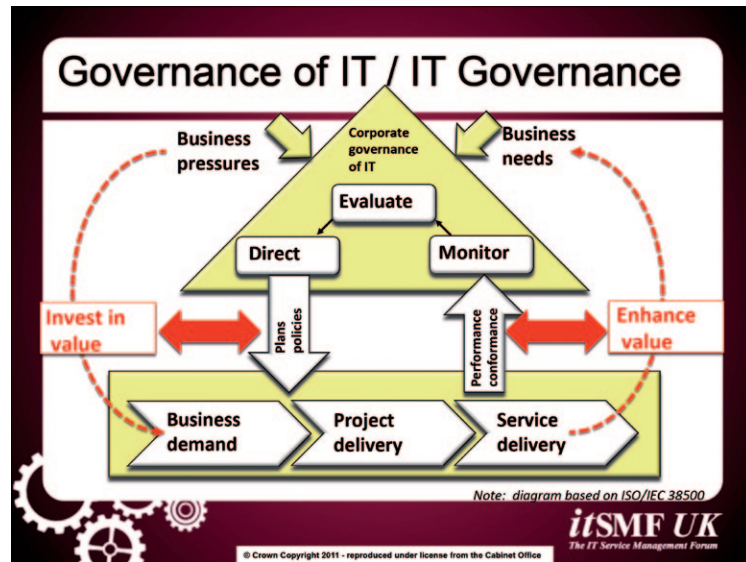 Governance of IT / IT Governance
Business
pressures
Corporate
governance
of IT
Business
needs
Evaluate
Direct
Monitor
Invest in
value
Plans
policies
Performance
conformance
Enhance
value
Business
demand
Project
delivery
Service
delivery
Note: diagram based on ISO/IEC 38500
itSMF UK
The IT Service Management Forum
© Crown Copyright 2011 - reproduced under license from the Cabinet Office